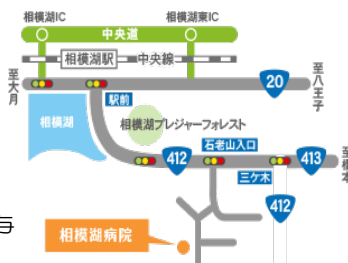 相模湖IC
相模湖東IC
中央道
相模湖駅
中央線
至大月
20
至八王子
駅前
相模湖
相模湖プレジャーフォレスト
石老山入口
412
413
至橋本
三ケ木
412
与
相模湖病院